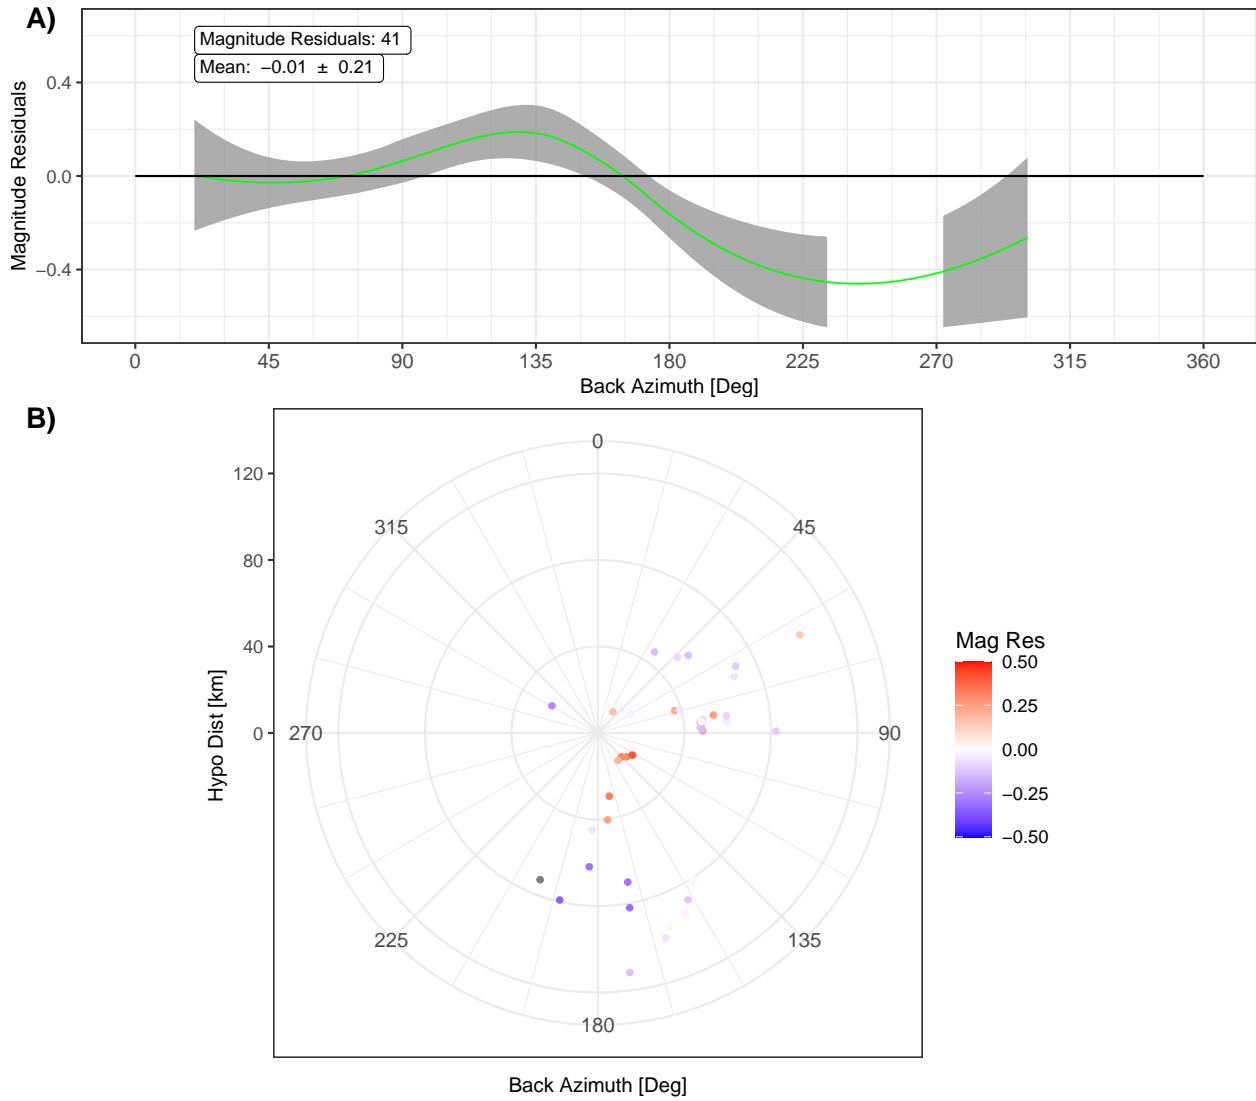 A)
Magnitude Residuals: 41
Mean: −0.01 ± 0.21
Magnitude Residuals
0.4
0.0
−0.4
0 45 90 135 180 225 270 315 360
Back Azimuth [Deg]
B)
Hypo Dist [km]
120
80
40
0
0
45
90
135
180
225
270
315
Back Azimuth [Deg]
Mag Res
0.50
0.25
0.00
−0.25
−0.50